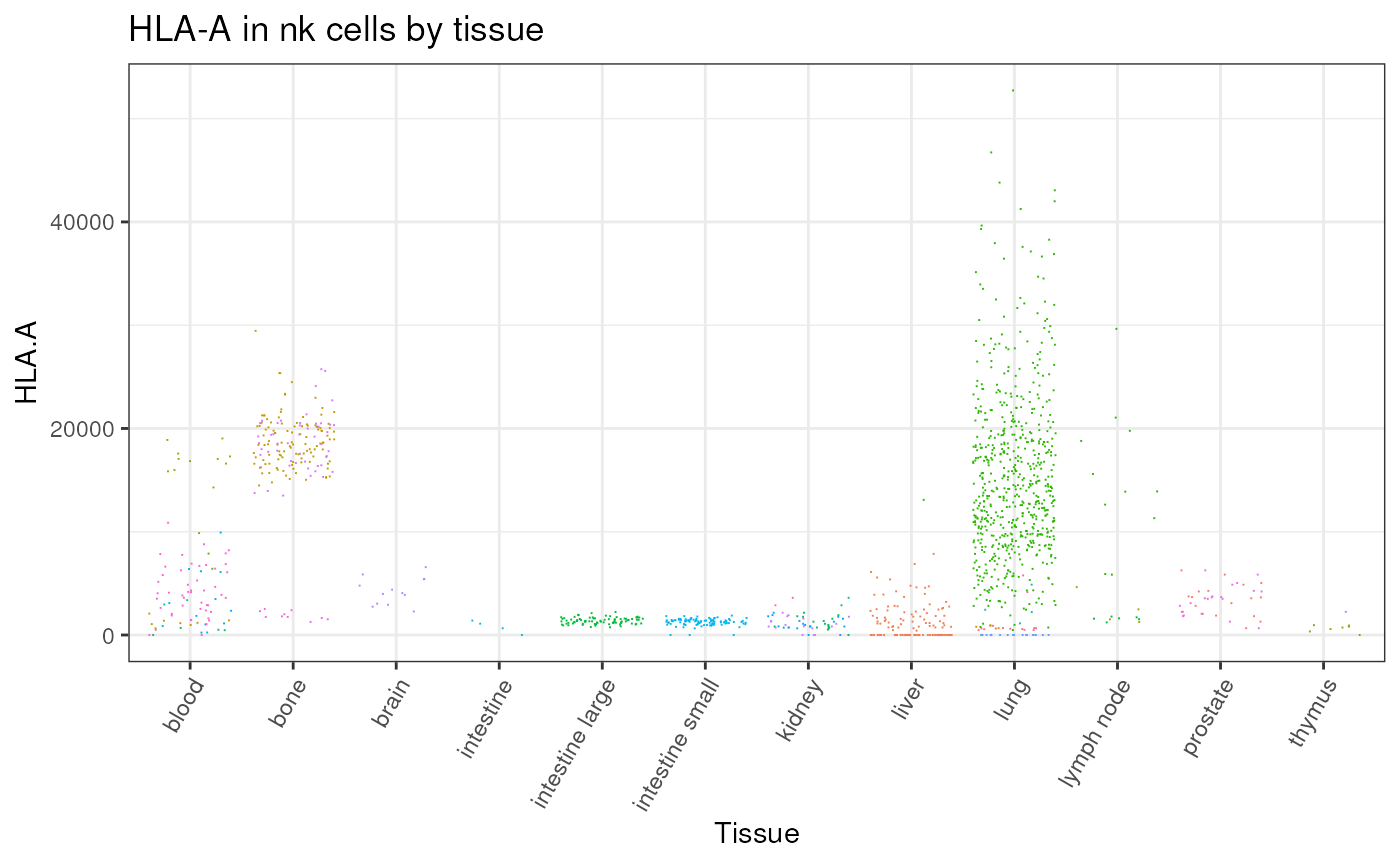 HLA-A in nk cells by tissue
HLA.A
40000
20000
0
blood
bone
brain
intestine
intestine large
intestine small
kidney
liver
lung
lymph node
prostate
thymus
Tissue